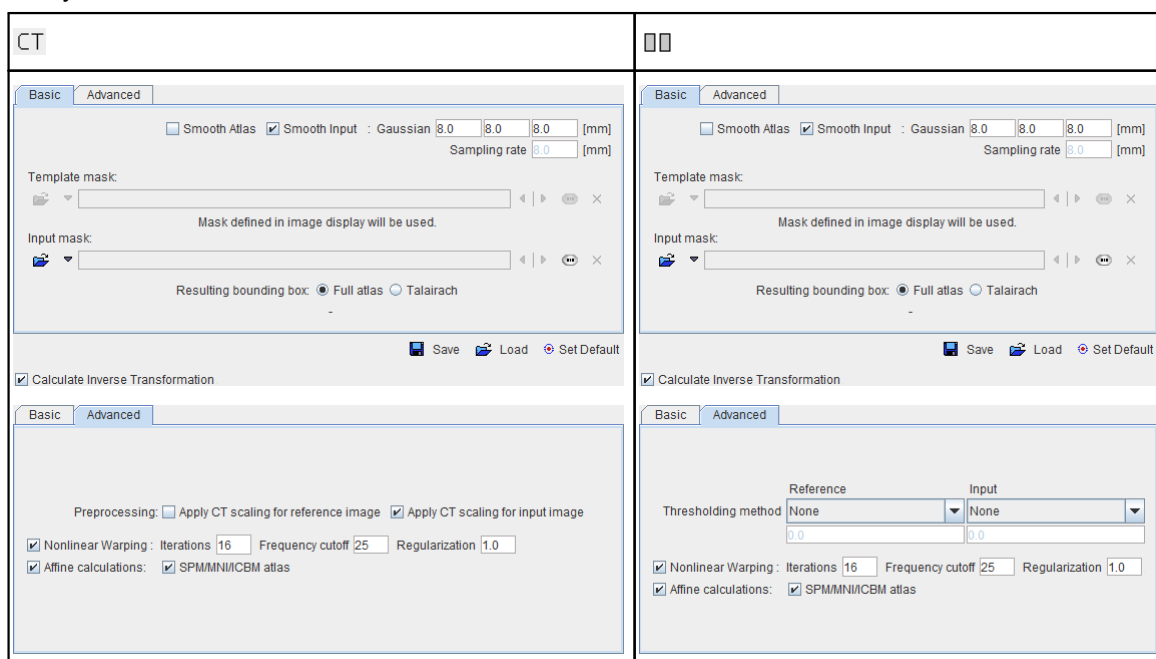 CT
Basic Advanced
Smooth Atlas Smooth Input : Gaussian 8.0 8.0 8.0 [mm]
Sampling rate 8.0 [mm]
Template mask:
Mask defined in image display will be used.
Input mask:
Resulting bounding box: Full atlas Talairach
-
Save Load Set Default
Calculate Inverse Transformation
Basic Advanced
Preprocessing: Apply CT scaling for reference image Apply CT scaling for input image
Nonlinear Warping : Iterations 16 Frequency cutoff 25 Regularization 1.0
Affine calculations: SPM/MNI/ICBM atlas
Basic Advanced
Smooth Atlas Smooth Input : Gaussian 8.0 8.0 8.0 [mm]
Sampling rate 8.0 [mm]
Template mask:
Mask defined in image display will be used.
Input mask:
Resulting bounding box: Full atlas Talairach
-
Save Load Set Default
Calculate Inverse Transformation
Basic Advanced
Reference Input
Thresholding method None None
0.0 0.0
Nonlinear Warping : Iterations 16 Frequency cutoff 25 Regularization 1.0
Affine calculations: SPM/MNI/ICBM atlas